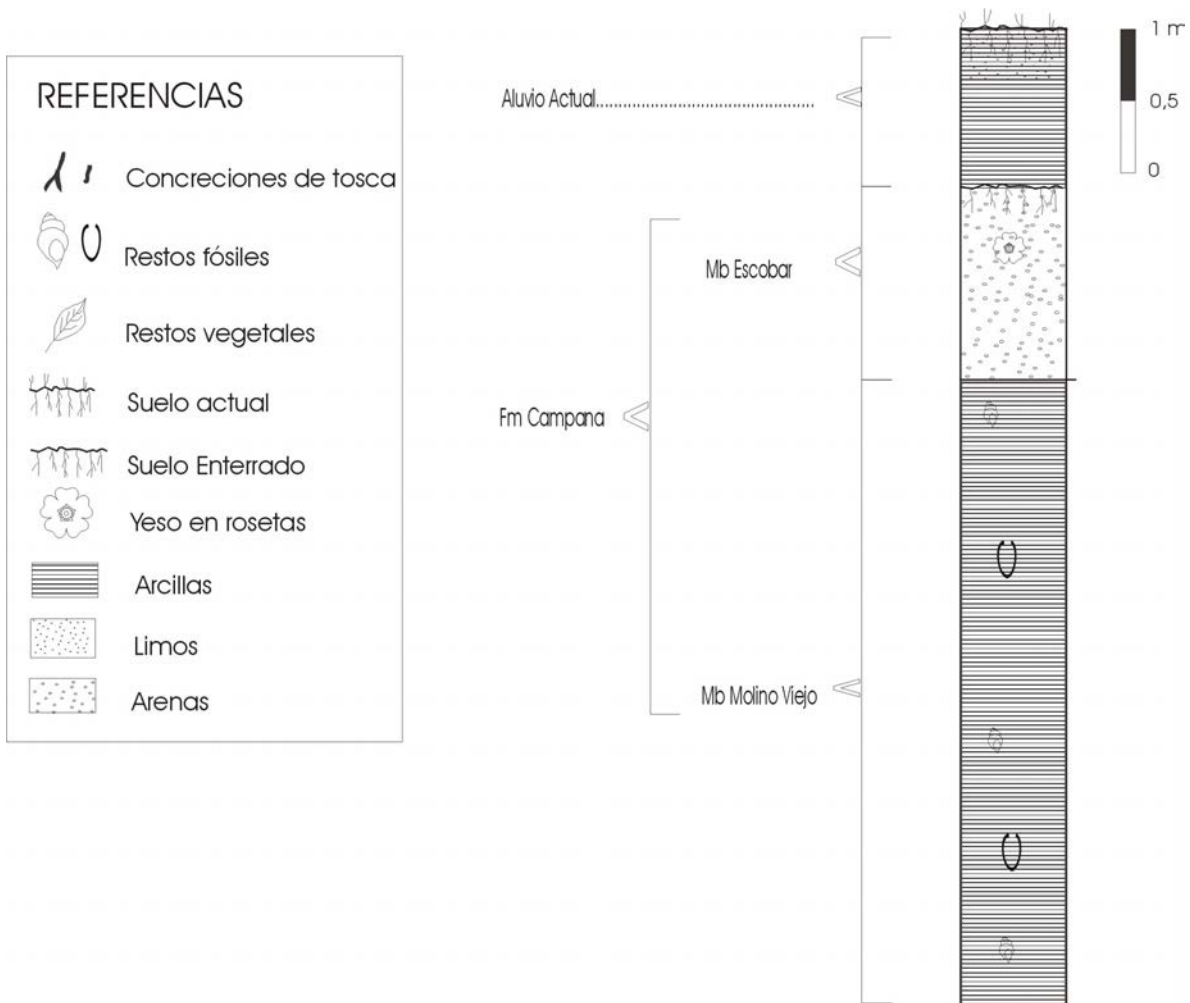 REFERENCIAS
Concreciones de tosca
Restos fósiles
Restos vegetales
Suelo actual
Suelo Enterrado
Yeso en rosetas
Arcillas
Limos
Arenas
Aluvio Actual................................................
Mb Escobar
Fm Campana
Mb Molino Viejo
1 m
0,5
0